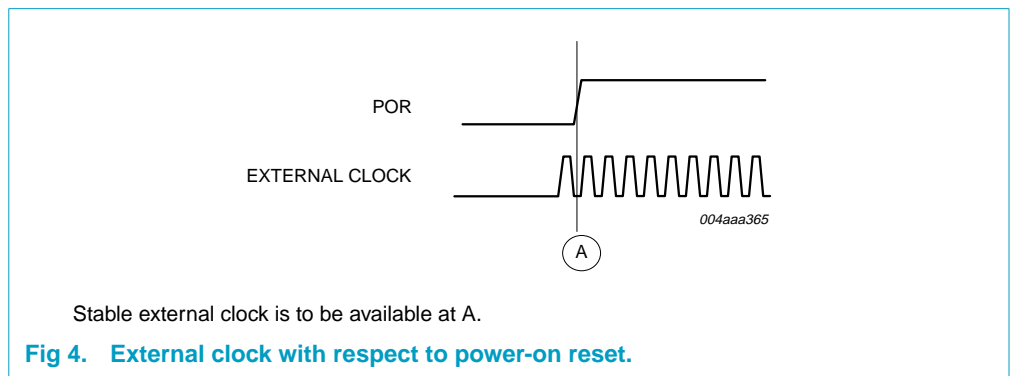 POR
EXTERNAL CLOCK
004aaa365
A
Stable external clock is to be available at A.
Fig 4. External clock with respect to power-on reset.